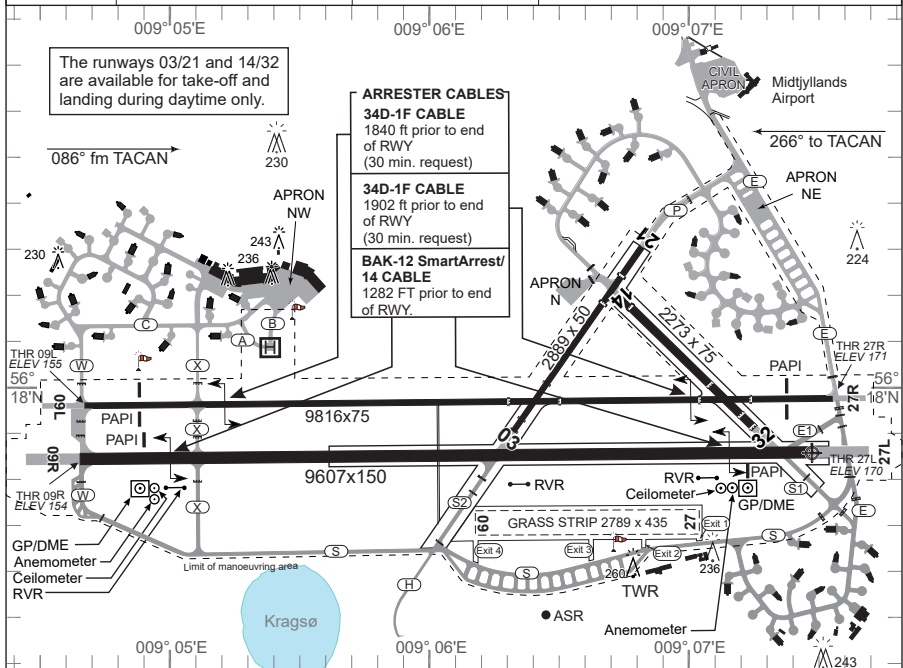 009° 05'E
009° 06'E
009° 07'E
The runways 03/21 and 14/32
are available for take-off and
landing during daytime only.
ARRESTER CABLES
34D-1F CABLE
1840 ft prior to end
of RWY
(30 min. request)
34D-1F CABLE
1902 ft prior to end
of RWY
(30 min. request)
BAK-12 SmartArrest/
14 CABLE
1282 FT prior to end
of RWY.
CIVIL
APRON
Midtjyllands
Airport
086° fm TACAN
230
266° to TACAN
APRON
NE
E
P
APRON
NW
243
236
230
224
21
14
APRON
N
2889 x 50
2273 x 75
C
B
A
H
E
THR 09L
ELEV 155
W
X
THR 27R
ELEV 171
PAPI
56°
18'N
56°
18'N
09L
27R
9816x75
PAPI
PAPI
X
03
32
E1
09R
27L
9607x150
THR 27L
ELEV 170
PAPI
THR 09R
ELEV 154
W
X
S2
RVR
RVR
Ceilometer
GP/DME
S1
GP/DME
Anemometer
Ceilometer
RVR
09
GRASS STRIP 2789 x 435
27
Exit 1
E
S
S
Limit of manoeuvring area
Exit 4
Exit 3
Exit 2
S
260
236
TWR
H
Kragsø
ASR
Anemometer
243
009° 05'E
009° 06'E
009° 07'E